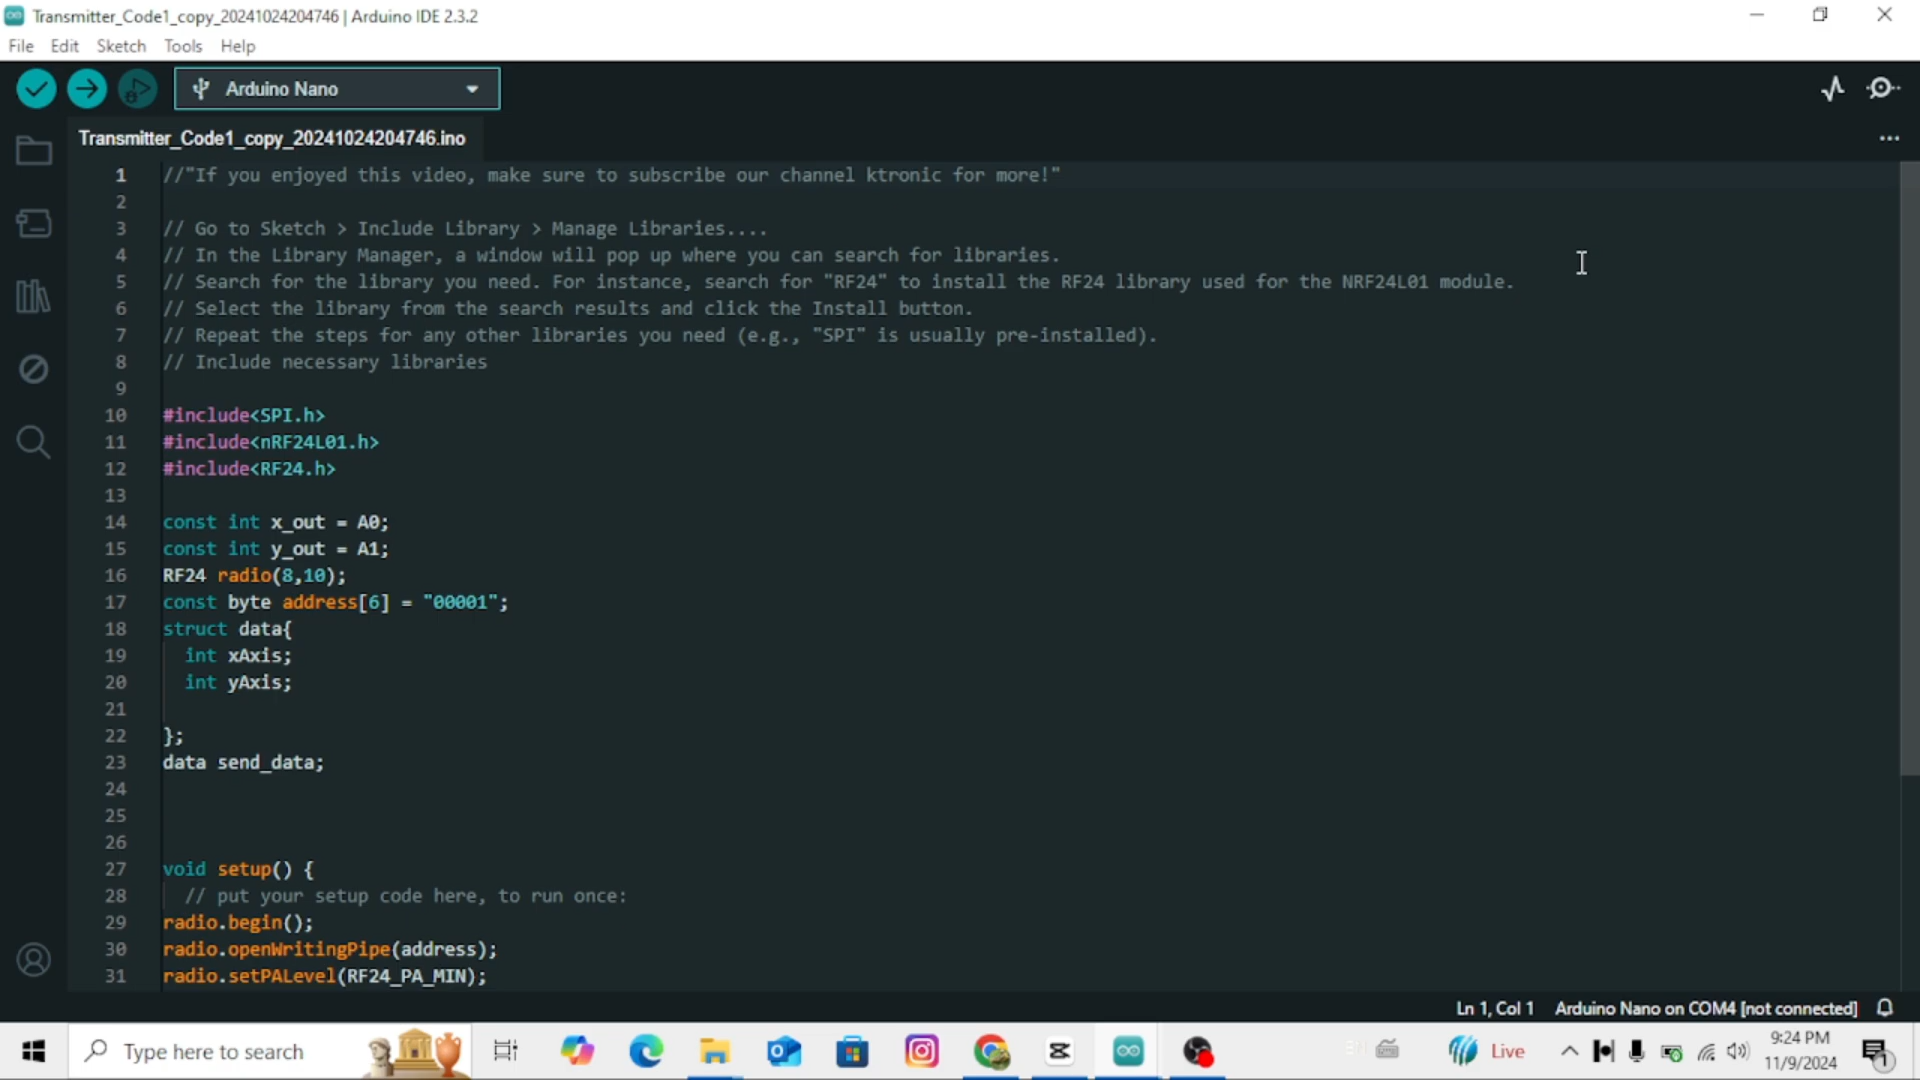 Transmitter_Code1_copy_20241024204746 | Arduino IDE 2.3.2
File Edit Sketch Tools Help
Arduino Nano
Transmitter_Code1_copy_20241024204746.ino
1 //"If you enjoyed this video, make sure to subscribe our channel ktronic for more!"
2
3 // Go to Sketch > Include Library > Manage Libraries....
4 // In the Library Manager, a window will pop up where you can search for libraries.
5 // Search for the library you need. For instance, search for "RF24" to install the RF24 library used for the NRF24L01 module.
6 // Select the library from the search results and click the Install button.
7 // Repeat the steps for any other libraries you need (e.g., "SPI" is usually pre-installed).
8 // Include necessary libraries
9
10 #include<SPI.h>
11 #include<nRF24L01.h>
12 #include<RF24.h>
13
14 const int x_out = A0;
15 const int y_out = A1;
16 RF24 radio(8,10);
17 const byte address[6] = "00001";
18 struct data{
19 int xAxis;
20 int yAxis;
21
22 };
23 data send_data;
24
25
26
27 void setup() {
28 // put your setup code here, to run once:
29 radio.begin();
30 radio.openWritingPipe(address);
31 radio.setPALevel(RF24_PA_MIN);
Ln 1, Col 1 Arduino Nano on COM4 [not connected]
Type here to search
Live
9:24 PM
11/9/2024
1